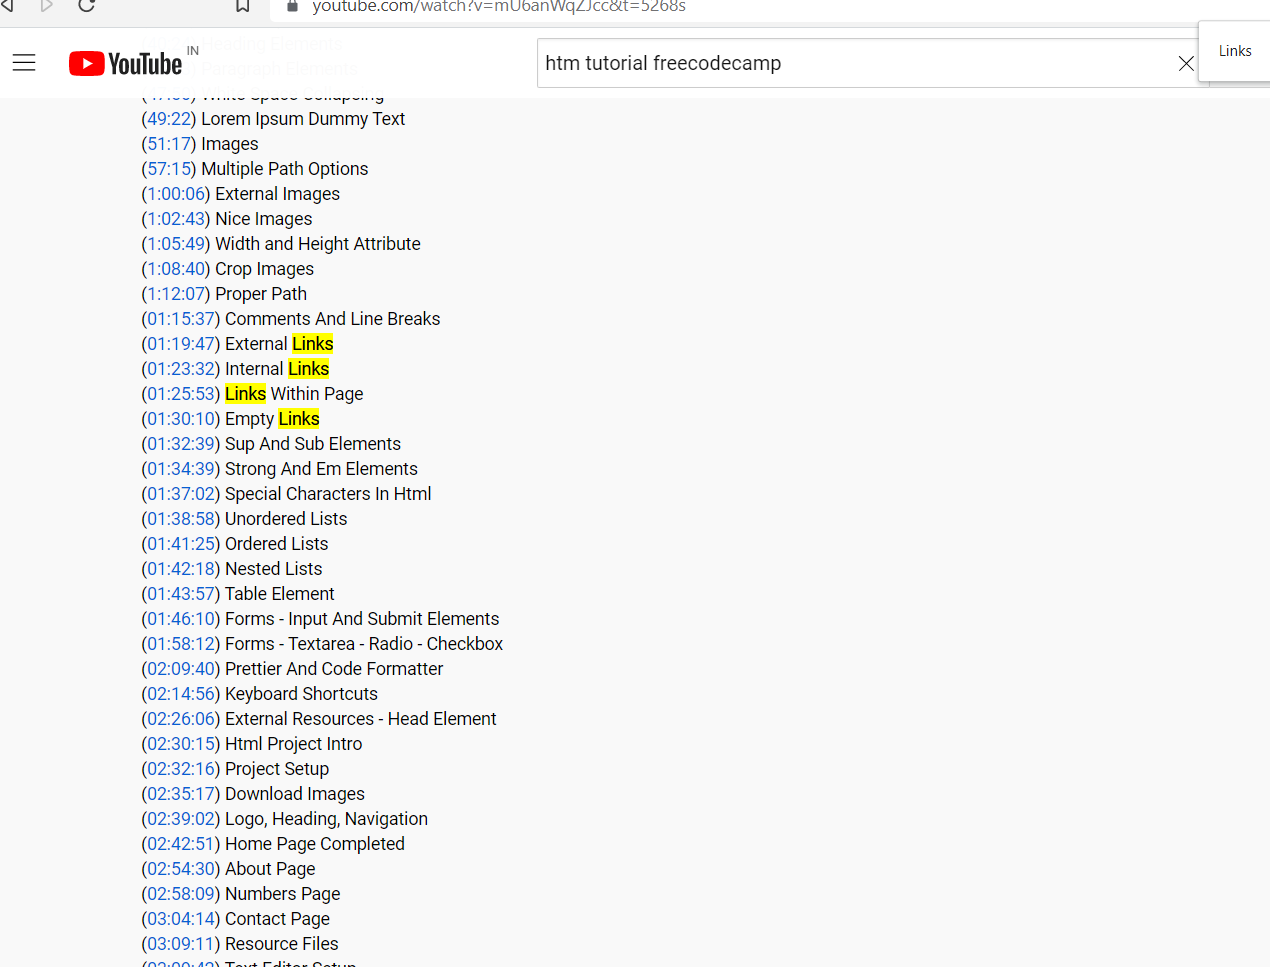 youtube.com/watch?v=mU6anWqZJcc&t=5268s
YouTube IN
htm tutorial freecodecamp
Links
Heading Elements
Paragraph Elements
White Space Collapsing
(49:22) Lorem Ipsum Dummy Text
(51:17) Images
(57:15) Multiple Path Options
(1:00:06) External Images
(1:02:43) Nice Images
(1:05:49) Width and Height Attribute
(1:08:40) Crop Images
(1:12:07) Proper Path
(01:15:37) Comments And Line Breaks
(01:19:47) External Links
(01:23:32) Internal Links
(01:25:53) Links Within Page
(01:30:10) Empty Links
(01:32:39) Sup And Sub Elements
(01:34:39) Strong And Em Elements
(01:37:02) Special Characters In Html
(01:38:58) Unordered Lists
(01:41:25) Ordered Lists
(01:42:18) Nested Lists
(01:43:57) Table Element
(01:46:10) Forms - Input And Submit Elements
(01:58:12) Forms - Textarea - Radio - Checkbox
(02:09:40) Prettier And Code Formatter
(02:14:56) Keyboard Shortcuts
(02:26:06) External Resources - Head Element
(02:30:15) Html Project Intro
(02:32:16) Project Setup
(02:35:17) Download Images
(02:39:02) Logo, Heading, Navigation
(02:42:51) Home Page Completed
(02:54:30) About Page
(02:58:09) Numbers Page
(03:04:14) Contact Page
(03:09:11) Resource Files
Text Editor Setup